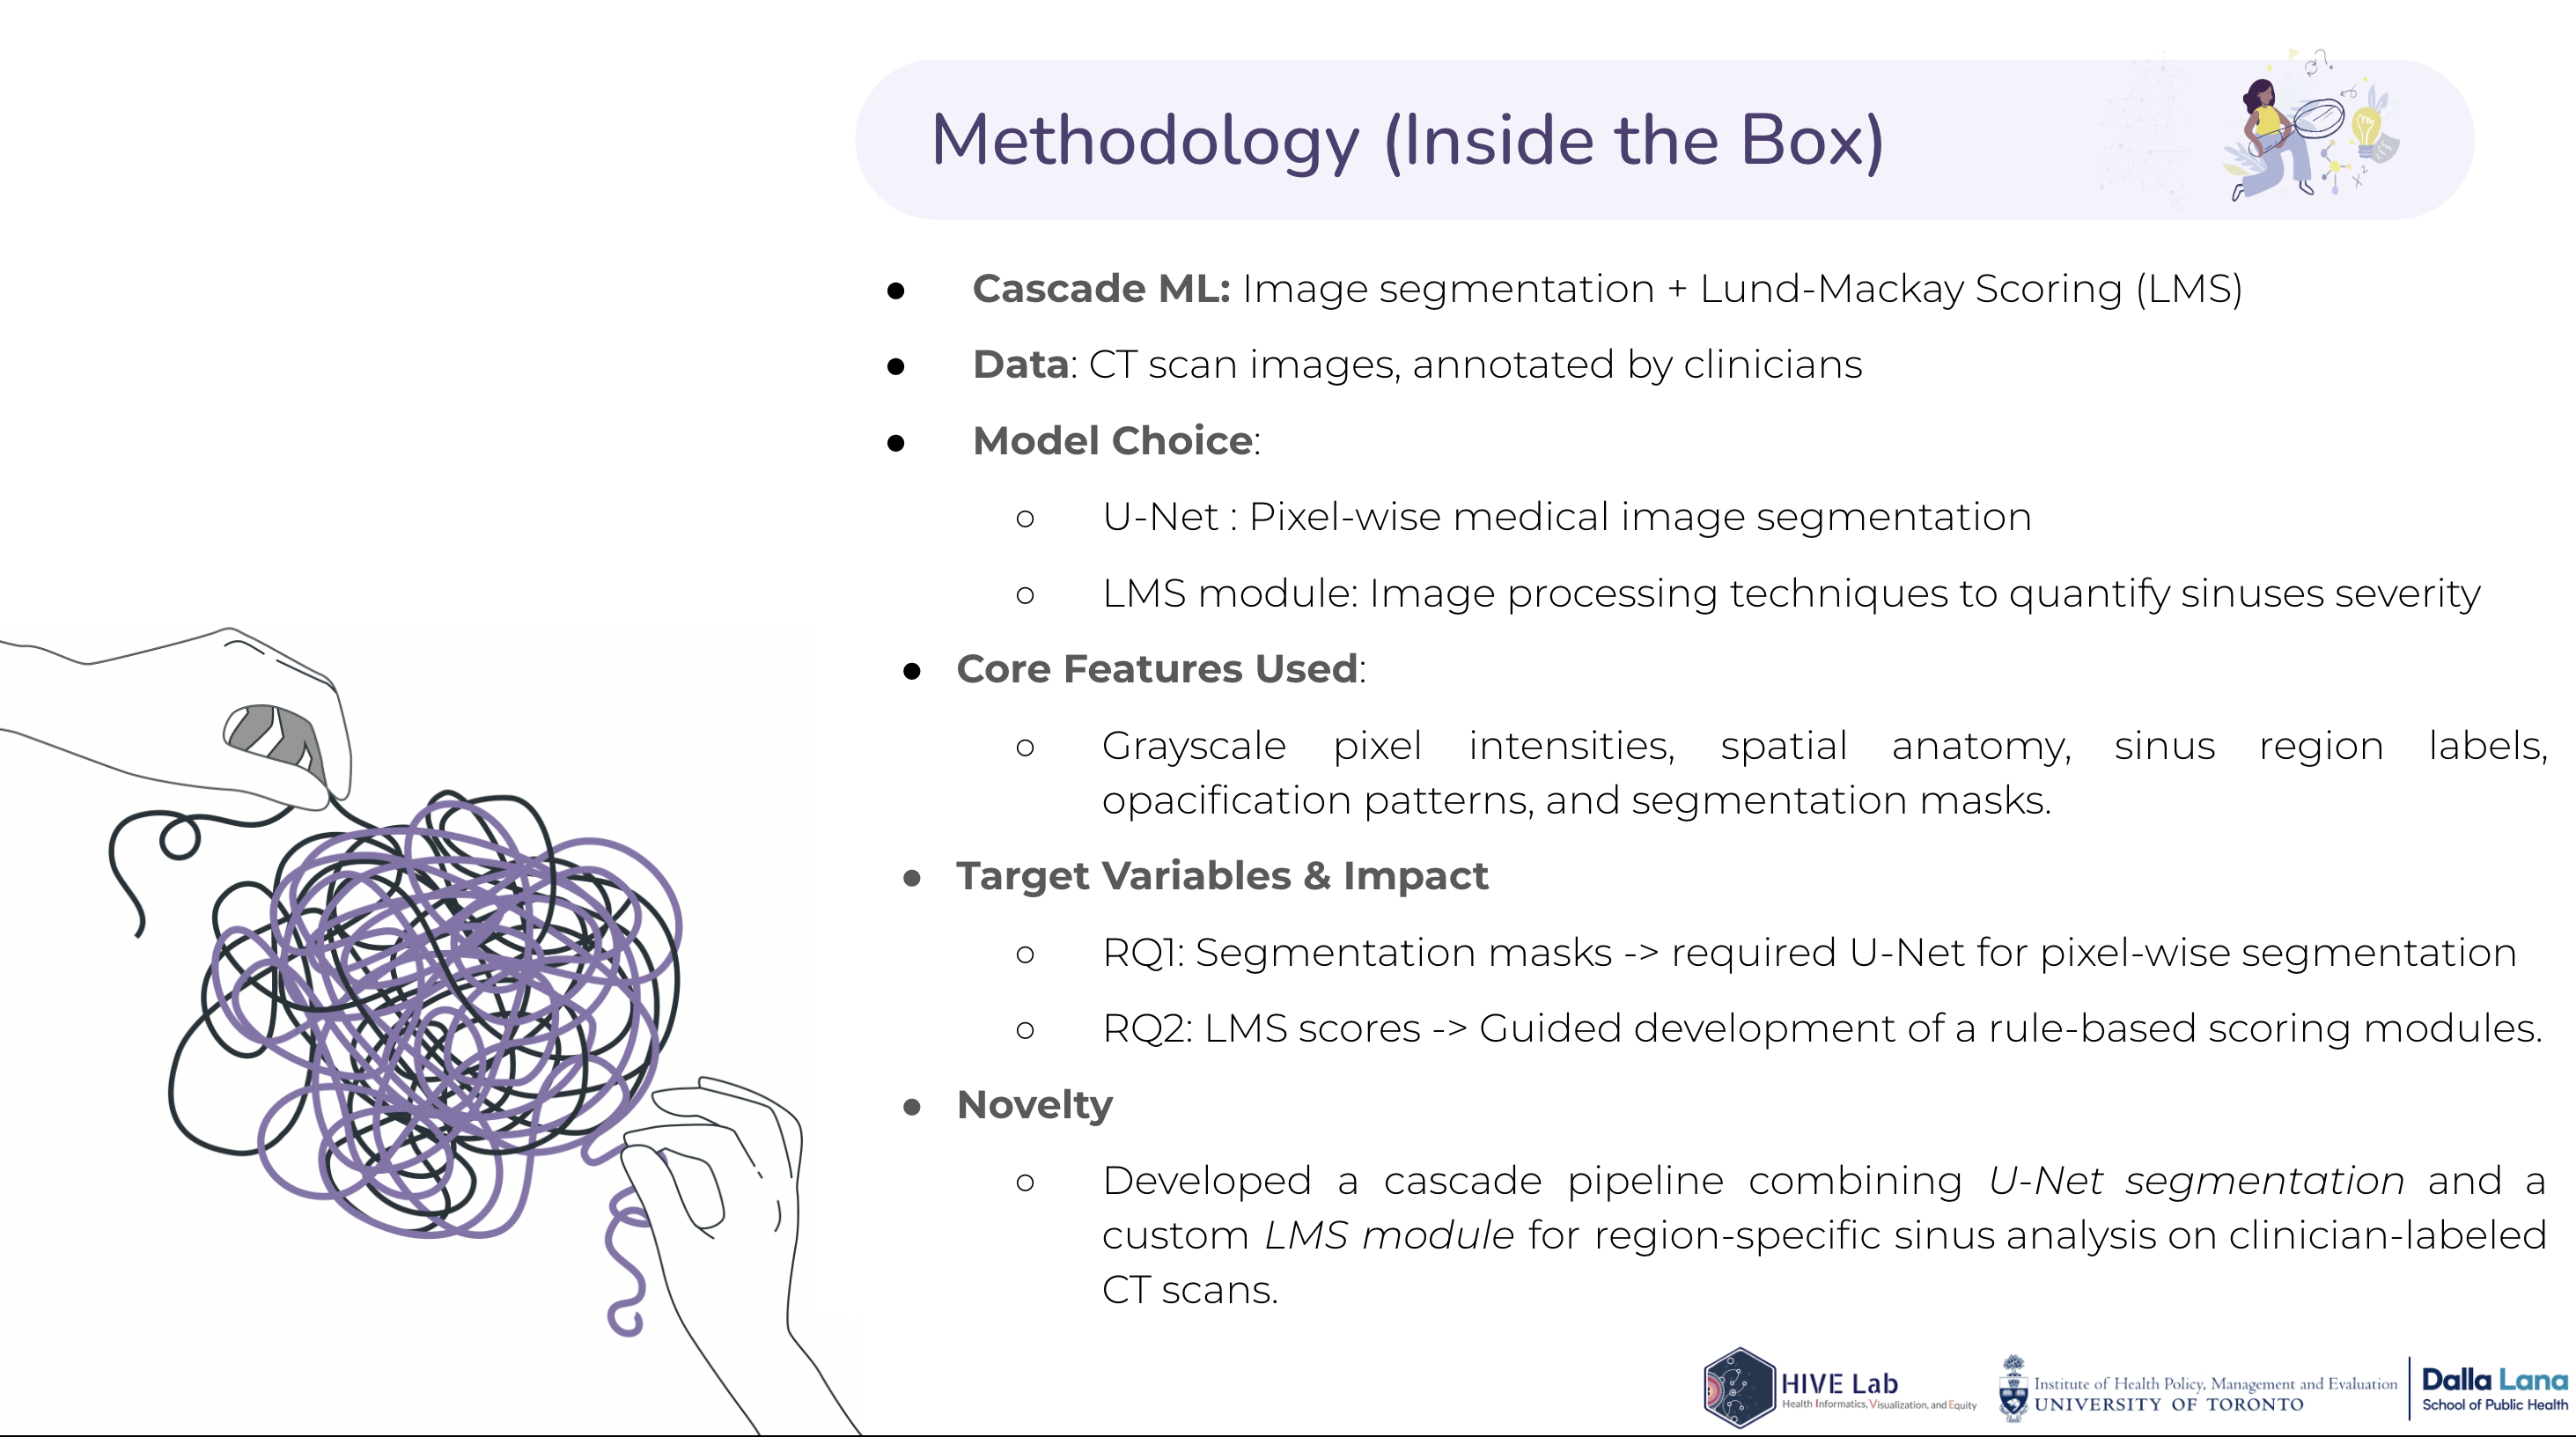 Methodology (Inside the Box)
● Cascade ML: Image segmentation + Lund-Mackay Scoring (LMS)
● Data: CT scan images, annotated by clinicians
● Model Choice:
○ U-Net : Pixel-wise medical image segmentation
○ LMS module: Image processing techniques to quantify sinuses severity
● Core Features Used:
○ Grayscale pixel intensities, spatial anatomy, sinus region labels,
opacification patterns, and segmentation masks.
● Target Variables & Impact
○ RQ1: Segmentation masks -> required U-Net for pixel-wise segmentation
○ RQ2: LMS scores -> Guided development of a rule-based scoring modules.
● Novelty
○ Developed a cascade pipeline combining U-Net segmentation and a
custom LMS module for region-specific sinus analysis on clinician-labeled
CT scans.
HIVE Lab
Health Informatics, Visualization, and Equity
Institute of Health Policy, Management and Evaluation
UNIVERSITY OF TORONTO
Dalla Lana
School of Public Health